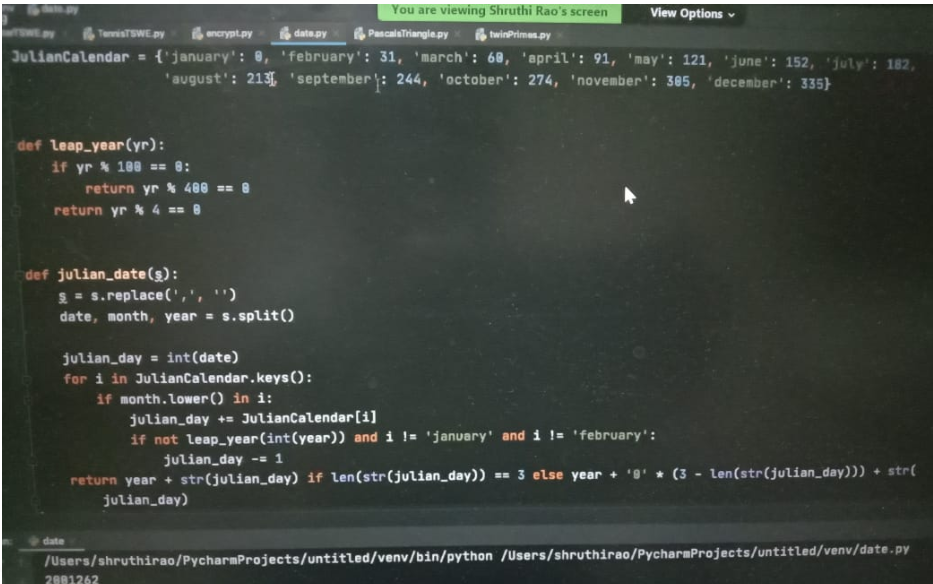 date.py
You are viewing Shruthi Rao's screen View Options
TennisTSWE.py encrypt.py date.py PascalsTriangle.py twinPrimes.py
JulianCalendar = {'january': 0, 'february': 31, 'march': 60, 'april': 91, 'may': 121, 'june': 152, 'july': 182,
'august': 213, 'september': 244, 'october': 274, 'november': 305, 'december': 335}
def leap_year(yr):
if yr % 100 == 0:
return yr % 400 == 0
return yr % 4 == 0
def julian_date(s):
s = s.replace(',', '')
date, month, year = s.split()
julian_day = int(date)
for i in JulianCalendar.keys():
if month.lower() in i:
julian_day += JulianCalendar[i]
if not leap_year(int(year)) and i != 'january' and i != 'february':
julian_day -= 1
return year + str(julian_day) if len(str(julian_day)) == 3 else year + '0' * (3 - len(str(julian_day))) + str(
julian_day)
date
/Users/shruthirao/PycharmProjects/untitled/venv/bin/python /Users/shruthirao/PycharmProjects/untitled/venv/date.py
2001262